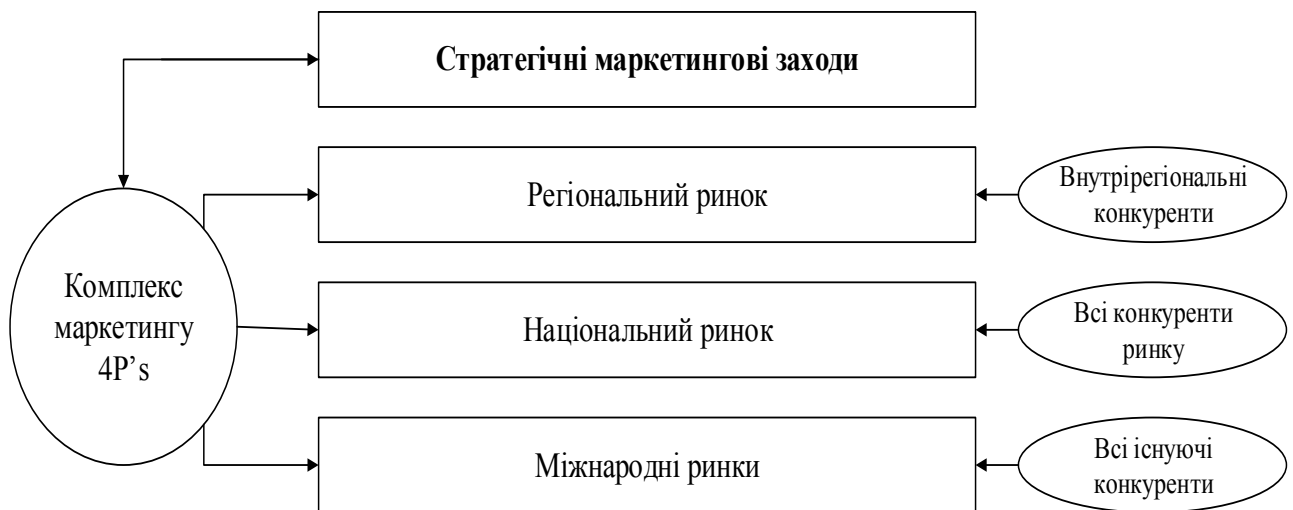 Стратегічні маркетингові заходи
Регіональний ринок
Внутрірегіональні
конкуренти
Комплекс
маркетингу
4P’s
Національний ринок
Всі конкуренти
ринку
Міжнародні ринки
Всі існуючі
конкуренти